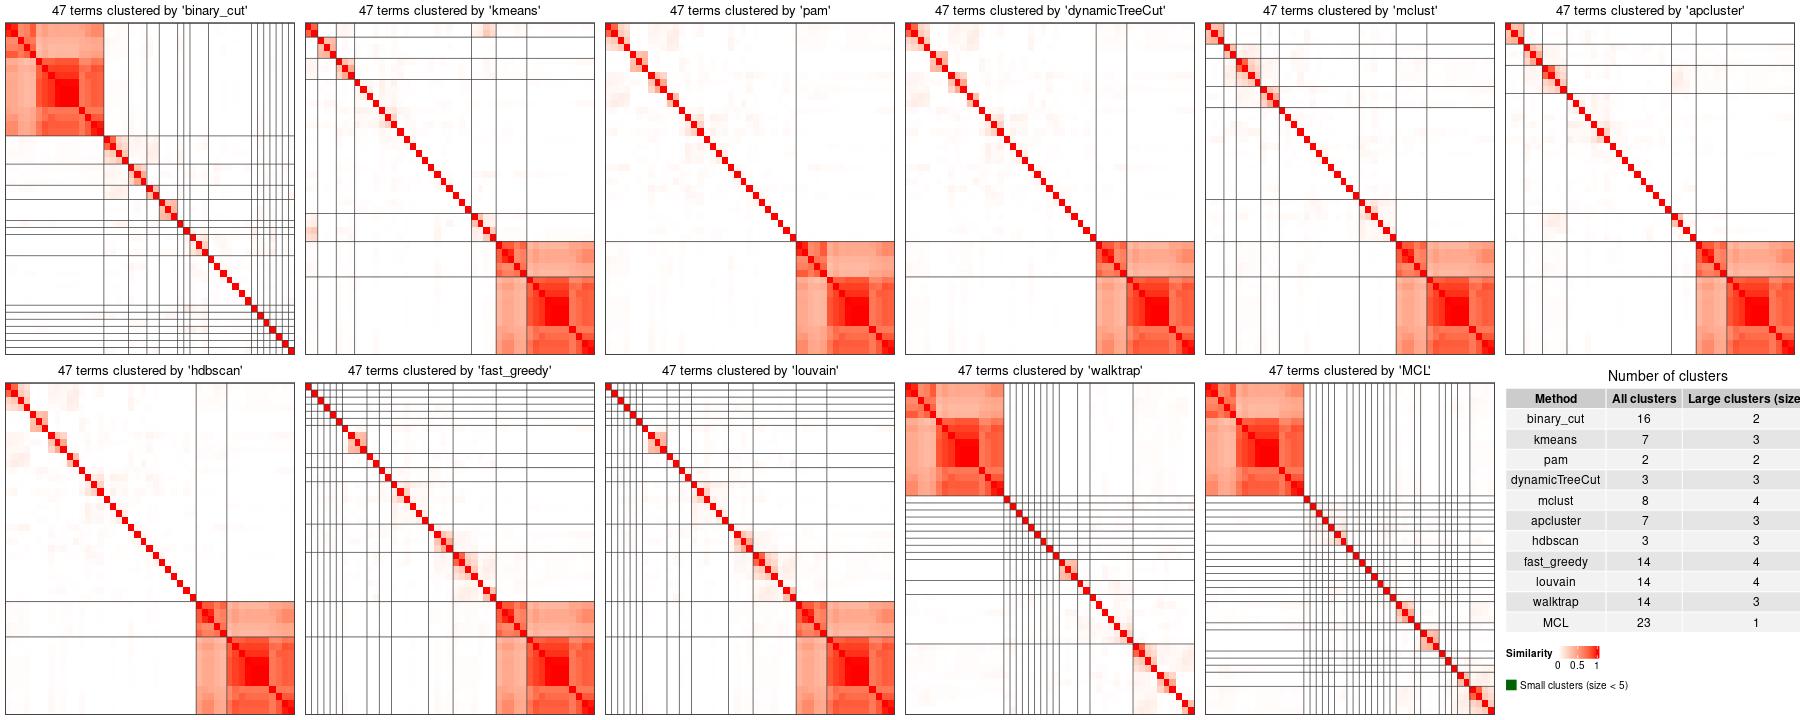 47 terms clustered by 'binary_cut'
47 terms clustered by 'kmeans'
47 terms clustered by 'pam'
47 terms clustered by 'dynamicTreeCut'
47 terms clustered by 'mclust'
47 terms clustered by 'apcluster'
47 terms clustered by 'hdbscan'
47 terms clustered by 'fast_greedy'
47 terms clustered by 'louvain'
47 terms clustered by 'walktrap'
47 terms clustered by 'MCL'
Number of clusters
Method All clusters Large clusters (size
binary_cut 16 2
kmeans 7 3
pam 2 2
dynamicTreeCut 3 3
mclust 8 4
apcluster 7 3
hdbscan 3 3
fast_greedy 14 4
louvain 14 4
walktrap 14 3
MCL 23 1
Similarity
0 0.5 1
Small clusters (size < 5)